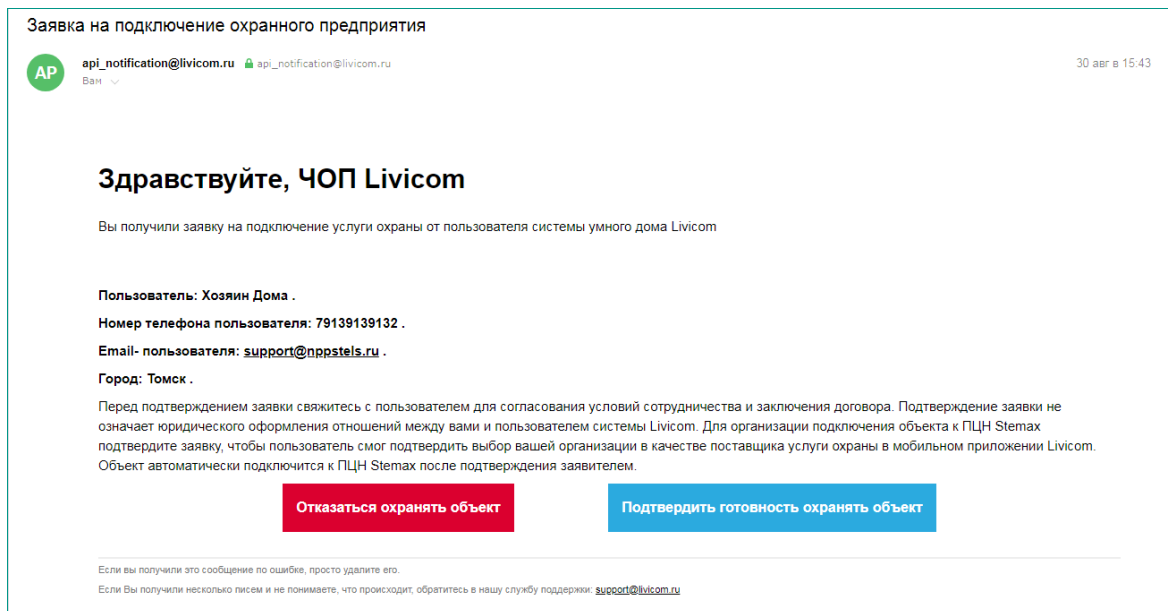 Заявка на подключение охранного предприятия
AP
api_notification@livicom.ru api_notification@livicom.ru
30 авг в 15:43
Вам
Здравствуйте, ЧОП Livicom
Вы получили заявку на подключение услуги охраны от пользователя системы умного дома Livicom
Пользователь: Хозяин Дома .
Номер телефона пользователя: 79139139132 .
Email- пользователя: support@nppstels.ru .
Город: Томск .
Перед подтверждением заявки свяжитесь с пользователем для согласования условий сотрудничества и заключения договора. Подтверждение заявки не
означает юридического оформления отношений между вами и пользователем системы Livicom. Для организации подключения объекта к ПЦН Stemax
подтвердите заявку, чтобы пользователь смог подтвердить выбор вашей организации в качестве поставщика услуги охраны в мобильном приложении Livicom.
Объект автоматически подключится к ПЦН Stemax после подтверждения заявителем.
Отказаться охранять объект
Подтвердить готовность охранять объект
Если вы получили это сообщение по ошибке, просто удалите его.
Если Вы получили несколько писем и не понимаете, что происходит, обратитесь в нашу службу поддержки: support@livicom.ru